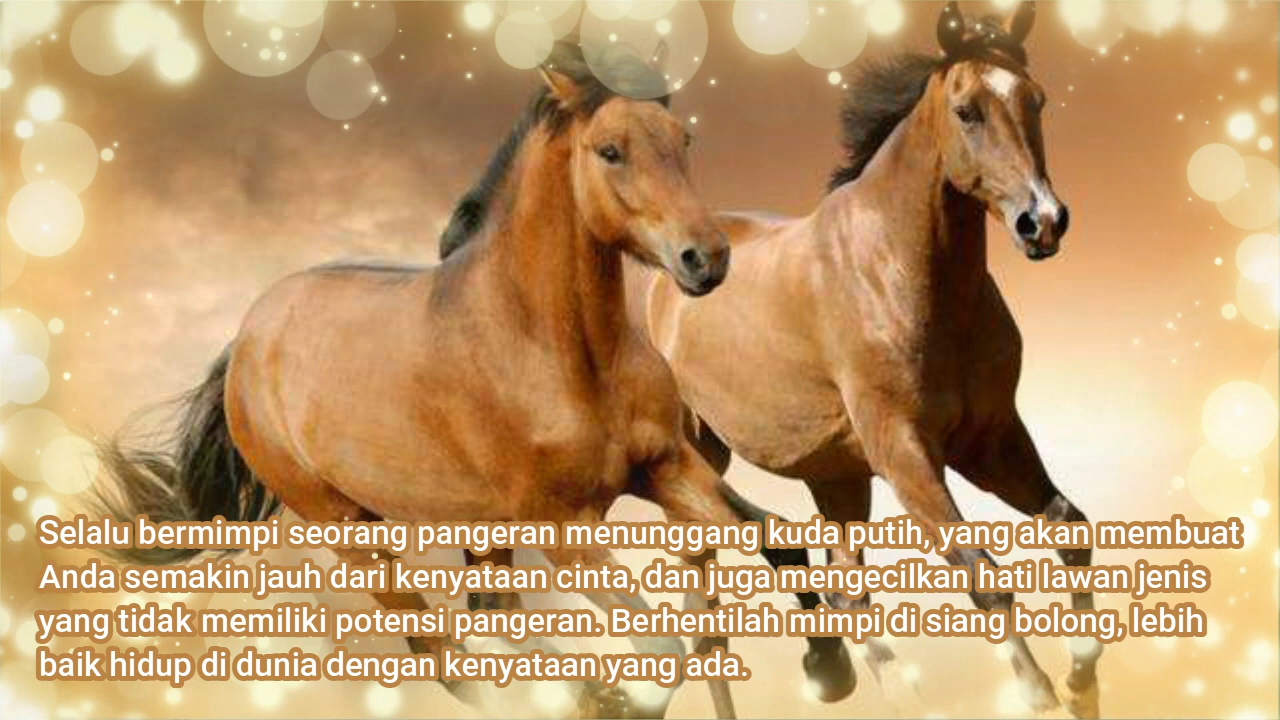 Selalu bermimpi seorang pangeran menunggang kuda putih, yang akan membuat
Anda semakin jauh dari kenyataan cinta, dan juga mengecilkan hati lawan jenis
yang tidak memiliki potensi pangeran. Berhentilah mimpi di siang bolong, lebih
baik hidup di dunia dengan kenyataan yang ada.